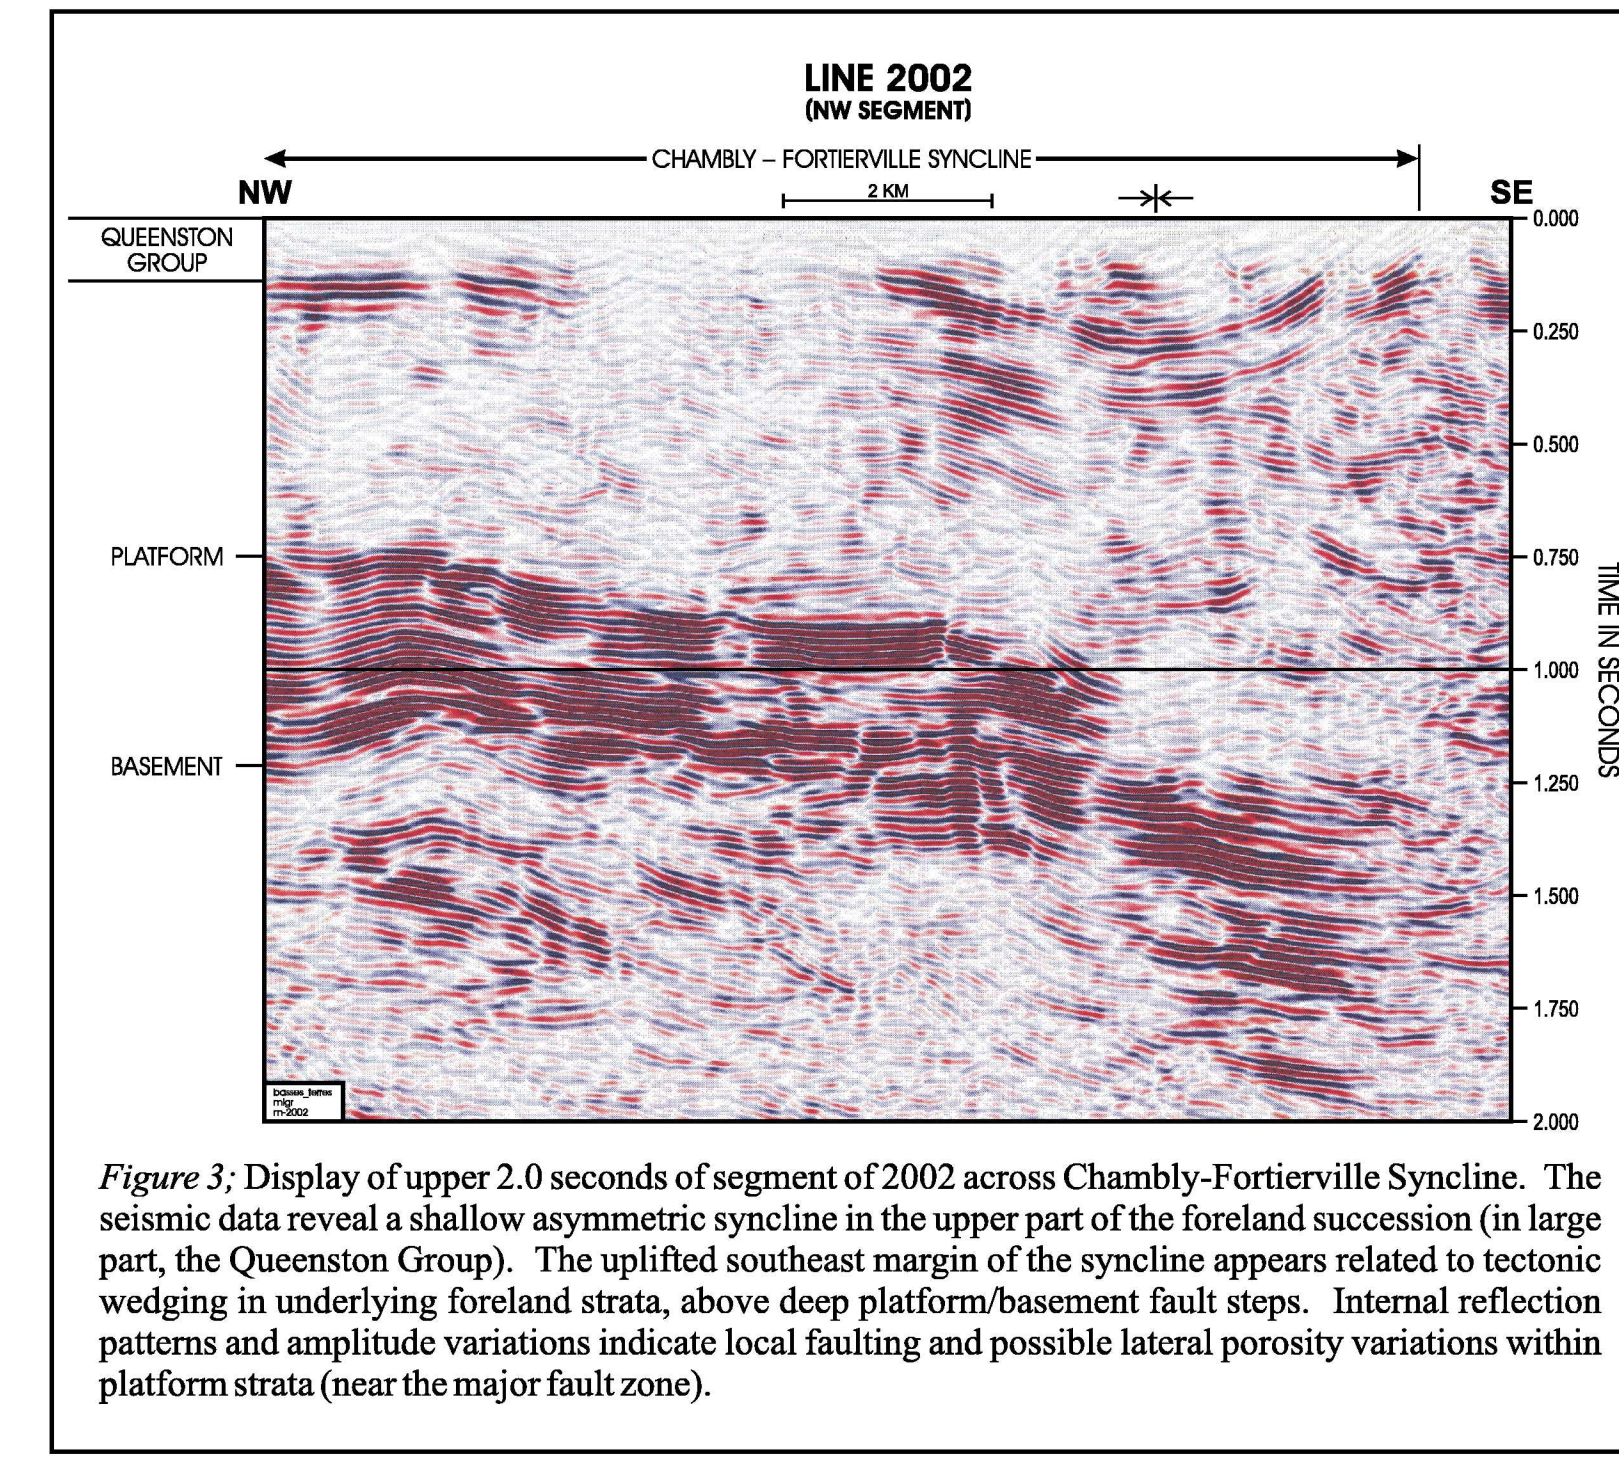 LINE 2002
(NW SEGMENT)
CHAMBLY – FORTIERVILLE SYNCLINE
NW
2 KM
SE
QUEENSTON
GROUP
0.000
0.250
0.500
PLATFORM
0.750
1.000
BASEMENT
1.250
1.500
1.750
2.000
TIME IN SECONDS
basses_terres
migr
m-2002
Figure 3; Display of upper 2.0 seconds of segment of 2002 across Chambly-Fortierville Syncline. The
seismic data reveal a shallow asymmetric syncline in the upper part of the foreland succession (in large
part, the Queenston Group). The uplifted southeast margin of the syncline appears related to tectonic
wedging in underlying foreland strata, above deep platform/basement fault steps. Internal reflection
patterns and amplitude variations indicate local faulting and possible lateral porosity variations within
platform strata (near the major fault zone).